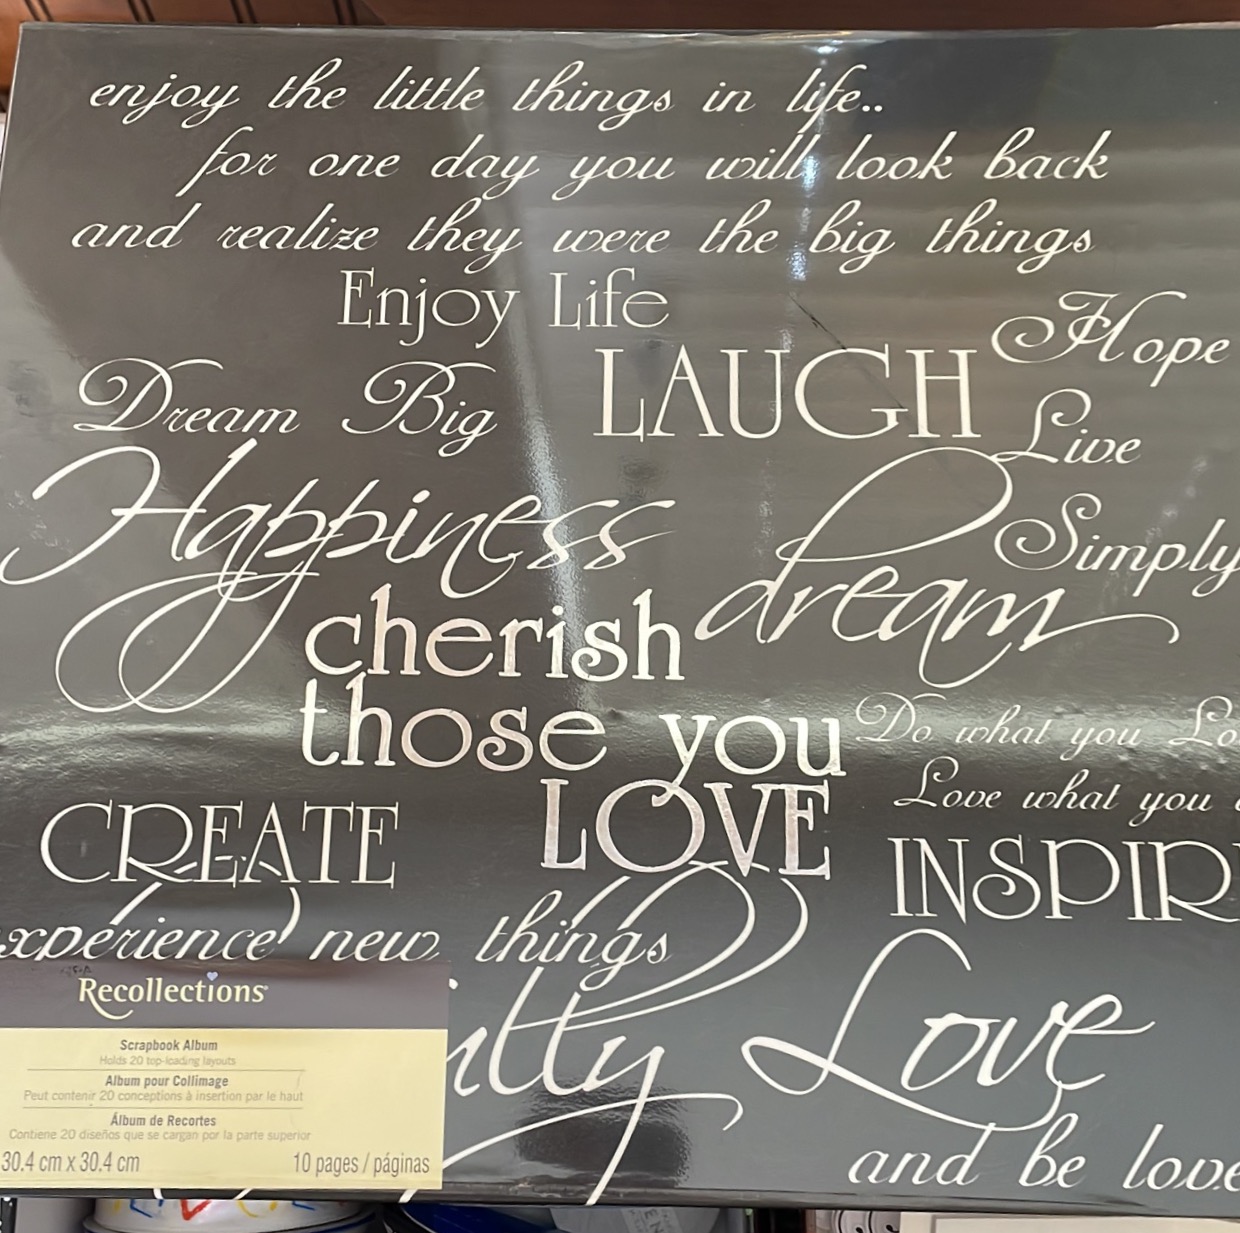 enjoy the little things in life..
for one day you will look back
and realize they were the big things
Enjoy Life
Hope
Dream Big
LAUGH
Live
Happiness
dream
Simply
cherish
those you
LOVE
Do what you Lo
Love what you
CREATE
INSPIR
xperience new things
Love
and be love
Recollections
Scrapbook Album
Holds 20 top-loading layouts
Album pour Collimage
Peut contenir 20 conceptions à insertion par le haut
Álbum de Recortes
Contiene 20 diseños que se cargan por la parte superior
30.4 cm x 30.4 cm 10 pages / páginas